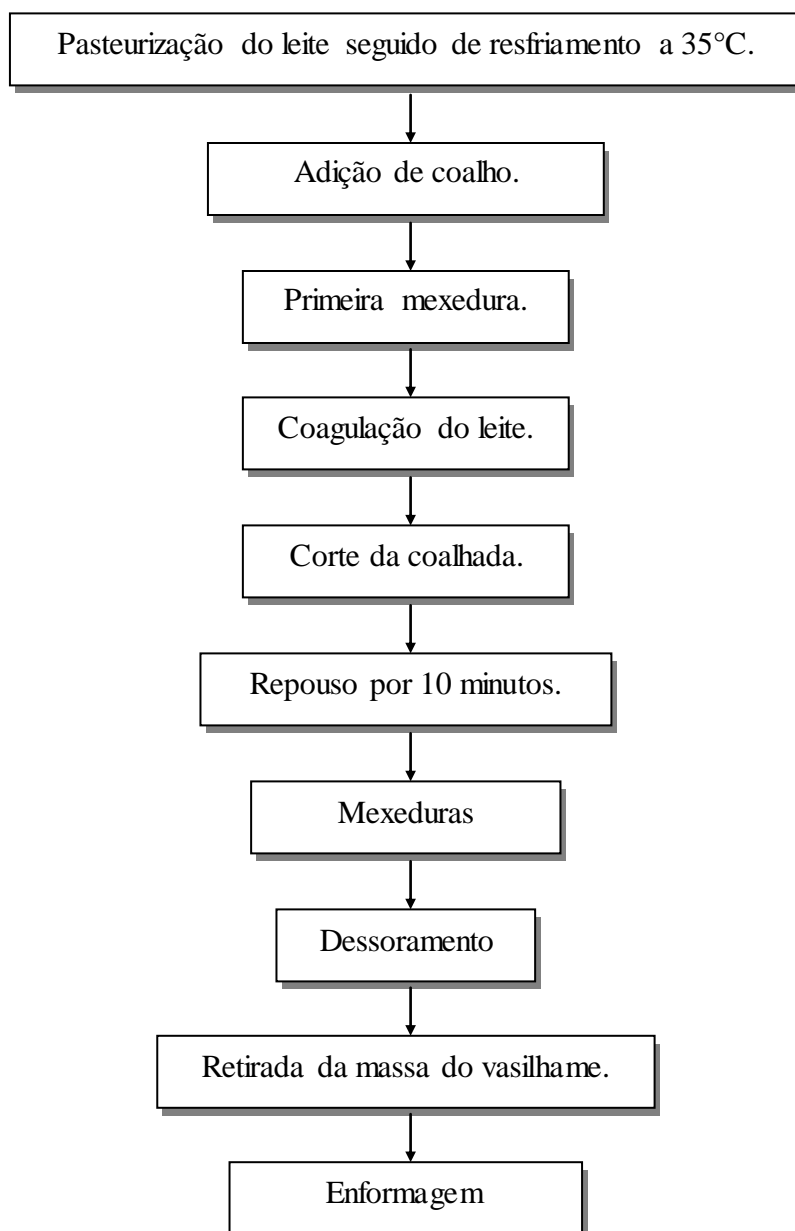 Pasteurização do leite seguido de resfriamento a 35°C.
Adição de coalho.
Primeira mexedura.
Coagulação do leite.
Corte da coalhada.
Repouso por 10 minutos.
Mexeduras
Dessoramento
Retirada da massa do vasilhame.
Enformagem